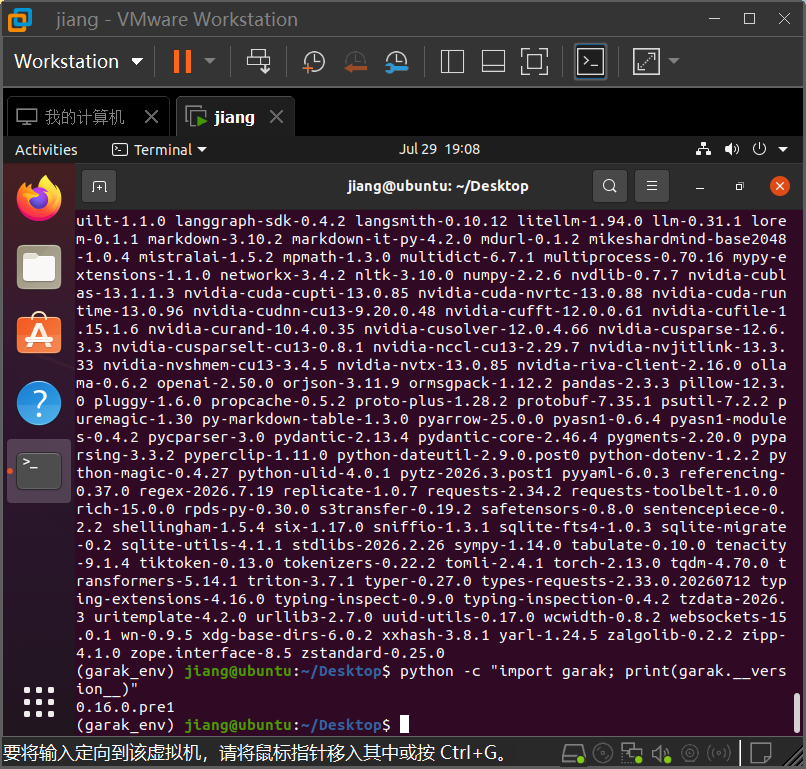 jiang - VMware Workstation
Workstation
我的计算机
jiang
Activities
Terminal
Jul 29 19:08
jiang@ubuntu: ~/Desktop
uilt-1.1.0 langgraph-sdk-0.4.2 langsmith-0.10.12 litellm-1.94.0 llm-0.31.1 lore
m-0.1.1 markdown-3.10.2 markdown-it-py-4.2.0 mdurl-0.1.2 mikeshardmind-base2048
-1.0.4 mistralai-1.5.2 mpmath-1.3.0 multidict-6.7.1 multiprocess-0.70.16 mypy-e
xtensions-1.1.0 networkx-3.4.2 nltk-3.10.0 numpy-2.2.6 nvdlib-0.7.7 nvidia-cubl
as-13.1.1.3 nvidia-cuda-cupti-13.0.85 nvidia-cuda-nvrtc-13.0.88 nvidia-cuda-run
time-13.0.96 nvidia-cudnn-cu13-9.20.0.48 nvidia-cufft-12.0.0.61 nvidia-cufile-1
.15.1.6 nvidia-curand-10.4.0.35 nvidia-cusolver-12.0.4.66 nvidia-cusparse-12.6.
3.3 nvidia-cusparselt-cu13-0.8.1 nvidia-nccl-cu13-2.29.7 nvidia-nvjitlink-13.3.
33 nvidia-nvshmem-cu13-3.4.5 nvidia-nvtx-13.0.85 nvidia-riva-client-2.16.0 olla
ma-0.6.2 openai-2.50.0 orjson-3.11.9 ormsgpack-1.12.2 pandas-2.3.3 pillow-12.3.
0 pluggy-1.6.0 propcache-0.5.2 proto-plus-1.28.2 protobuf-7.35.1 psutil-7.2.2 p
uremagic-1.30 py-markdown-table-1.3.0 pyarrow-25.0.0 pyasn1-0.6.4 pyasn1-module
s-0.4.2 pycparser-3.0 pydantic-2.13.4 pydantic-core-2.46.4 pygments-2.20.0 pypa
rsing-3.3.2 pyperclip-1.11.0 python-dateutil-2.9.0.post0 python-dotenv-1.2.2 py
thon-magic-0.4.27 python-ulid-4.0.1 pytz-2026.3.post1 pyyaml-6.0.3 referencing-
0.37.0 regex-2026.7.19 replicate-1.0.7 requests-2.34.2 requests-toolbelt-1.0.0
rich-15.0.0 rpds-py-0.30.0 s3transfer-0.19.2 safetensors-0.8.0 sentencepiece-0.
2.2 shellingham-1.5.4 six-1.17.0 sniffio-1.3.1 sqlite-fts4-1.0.3 sqlite-migrate
-0.2 sqlite-utils-4.1.1 stdlibs-2026.2.26 sympy-1.14.0 tabulate-0.10.0 tenacity
-9.1.4 tiktoken-0.13.0 tokenizers-0.22.2 tomli-2.4.1 torch-2.13.0 tqdm-4.70.0 t
ransformers-5.14.1 triton-3.7.1 typer-0.27.0 types-requests-2.33.0.20260712 typ
ing-extensions-4.16.0 typing-inspect-0.9.0 typing-inspection-0.4.2 tzdata-2026.
3 uritemplate-4.2.0 urllib3-2.7.0 uuid-utils-0.17.0 wcwidth-0.8.2 websockets-15
.0.1 wn-0.9.5 xdg-base-dirs-6.0.2 xxhash-3.8.1 yarl-1.24.5 zalgolib-0.2.2 zipp-
4.1.0 zope.interface-8.5 zstandard-0.25.0
(garak_env) jiang@ubuntu:~/Desktop$ python -c "import garak; print(garak.__vers
ion__)"
0.16.0.pre1
(garak_env) jiang@ubuntu:~/Desktop$
要将输入定向到该虚拟机，请将鼠标指针移入其中或按 Ctrl+G。